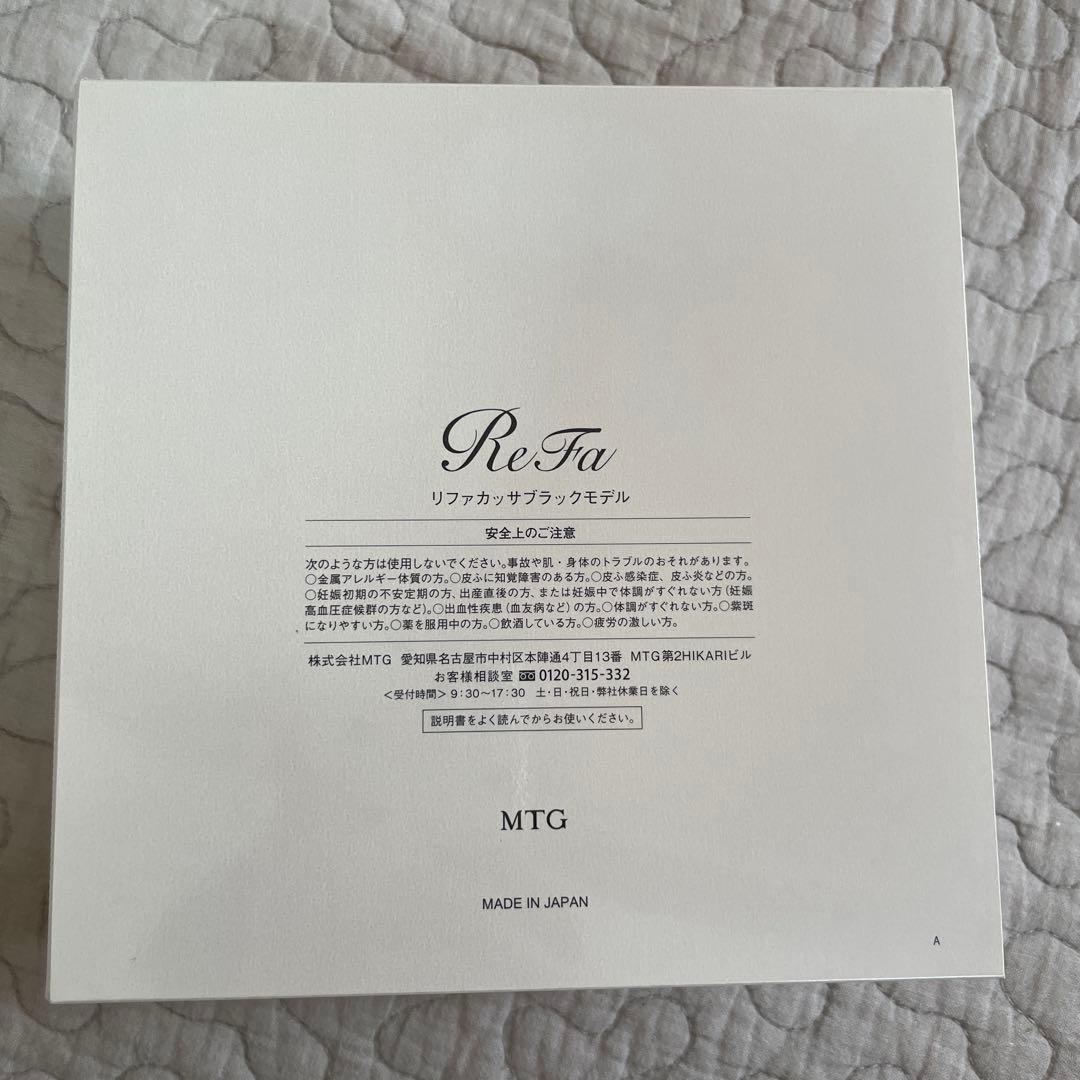 ReFa
リファカッサブラックモデル
安全上のご注意
次のような方は使用しないでください。事故や肌・身体のトラブルのおそれがあります。
○金属アレルギー体質の方。○皮ふに知覚障害のある方。○皮ふ感染症、皮ふ炎などの方。
○妊娠初期の不安定期の方、出産直後の方、または妊娠中で体調がすぐれない方(妊娠
高血圧症候群の方など)。○出血性疾患(血友病など)の方。○体調がすぐれない方。○紫斑
になりやすい方。○薬を服用中の方。○飲酒している方。○疲労の激しい方。
株式会社MTG 愛知県名古屋市中村区本陣通4丁目13番 MTG第2HIKARIビル
お客様相談室 0120-315-332
<受付時間> 9:30〜17:30 土・日・祝日・弊社休業日を除く
説明書をよく読んでからお使いください。
MTG
MADE IN JAPAN
A